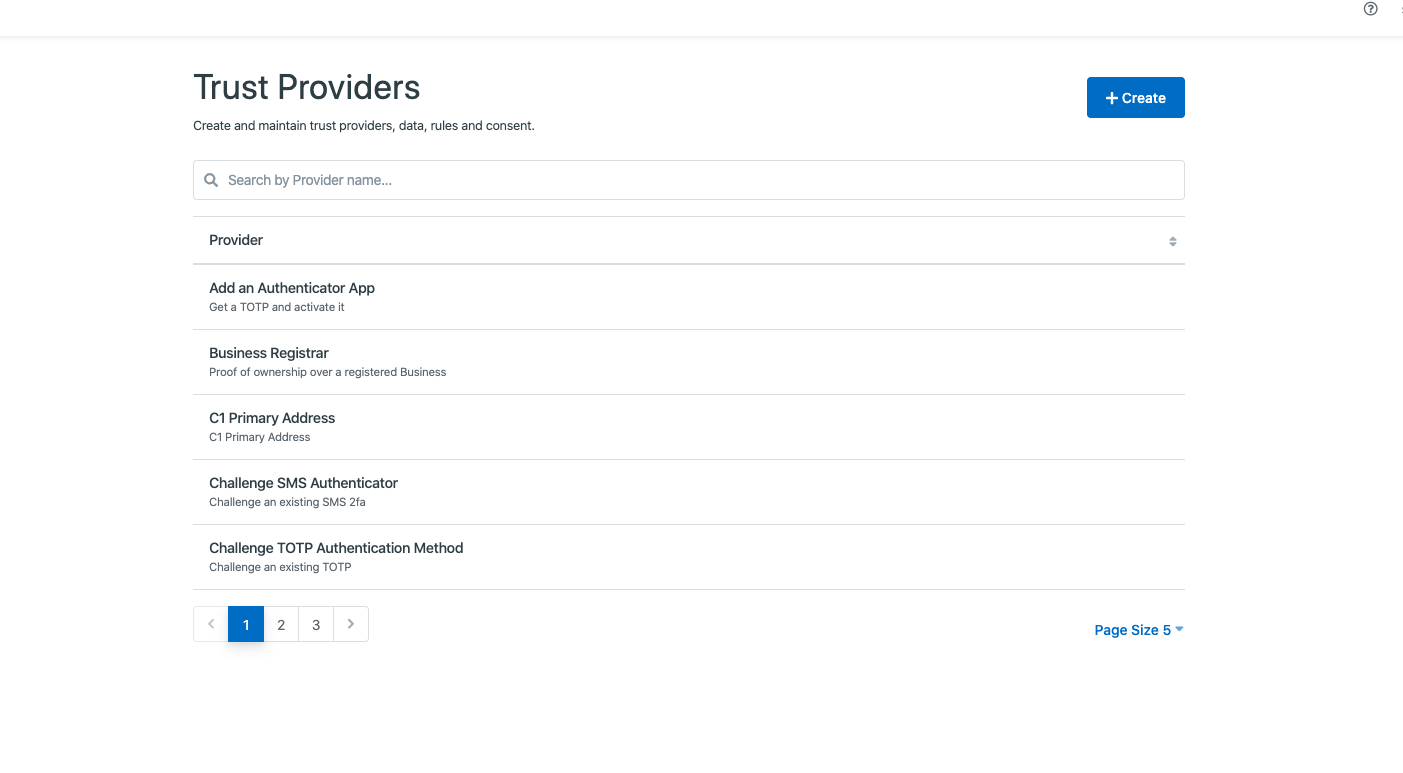 Trust Providers
+ Create
Create and maintain trust providers, data, rules and consent.
Search by Provider name...
Provider
Add an Authenticator App
Get a TOTP and activate it
Business Registrar
Proof of ownership over a registered Business
C1 Primary Address
C1 Primary Address
Challenge SMS Authenticator
Challenge an existing SMS 2fa
Challenge TOTP Authentication Method
Challenge an existing TOTP
1 2 3
Page Size 5